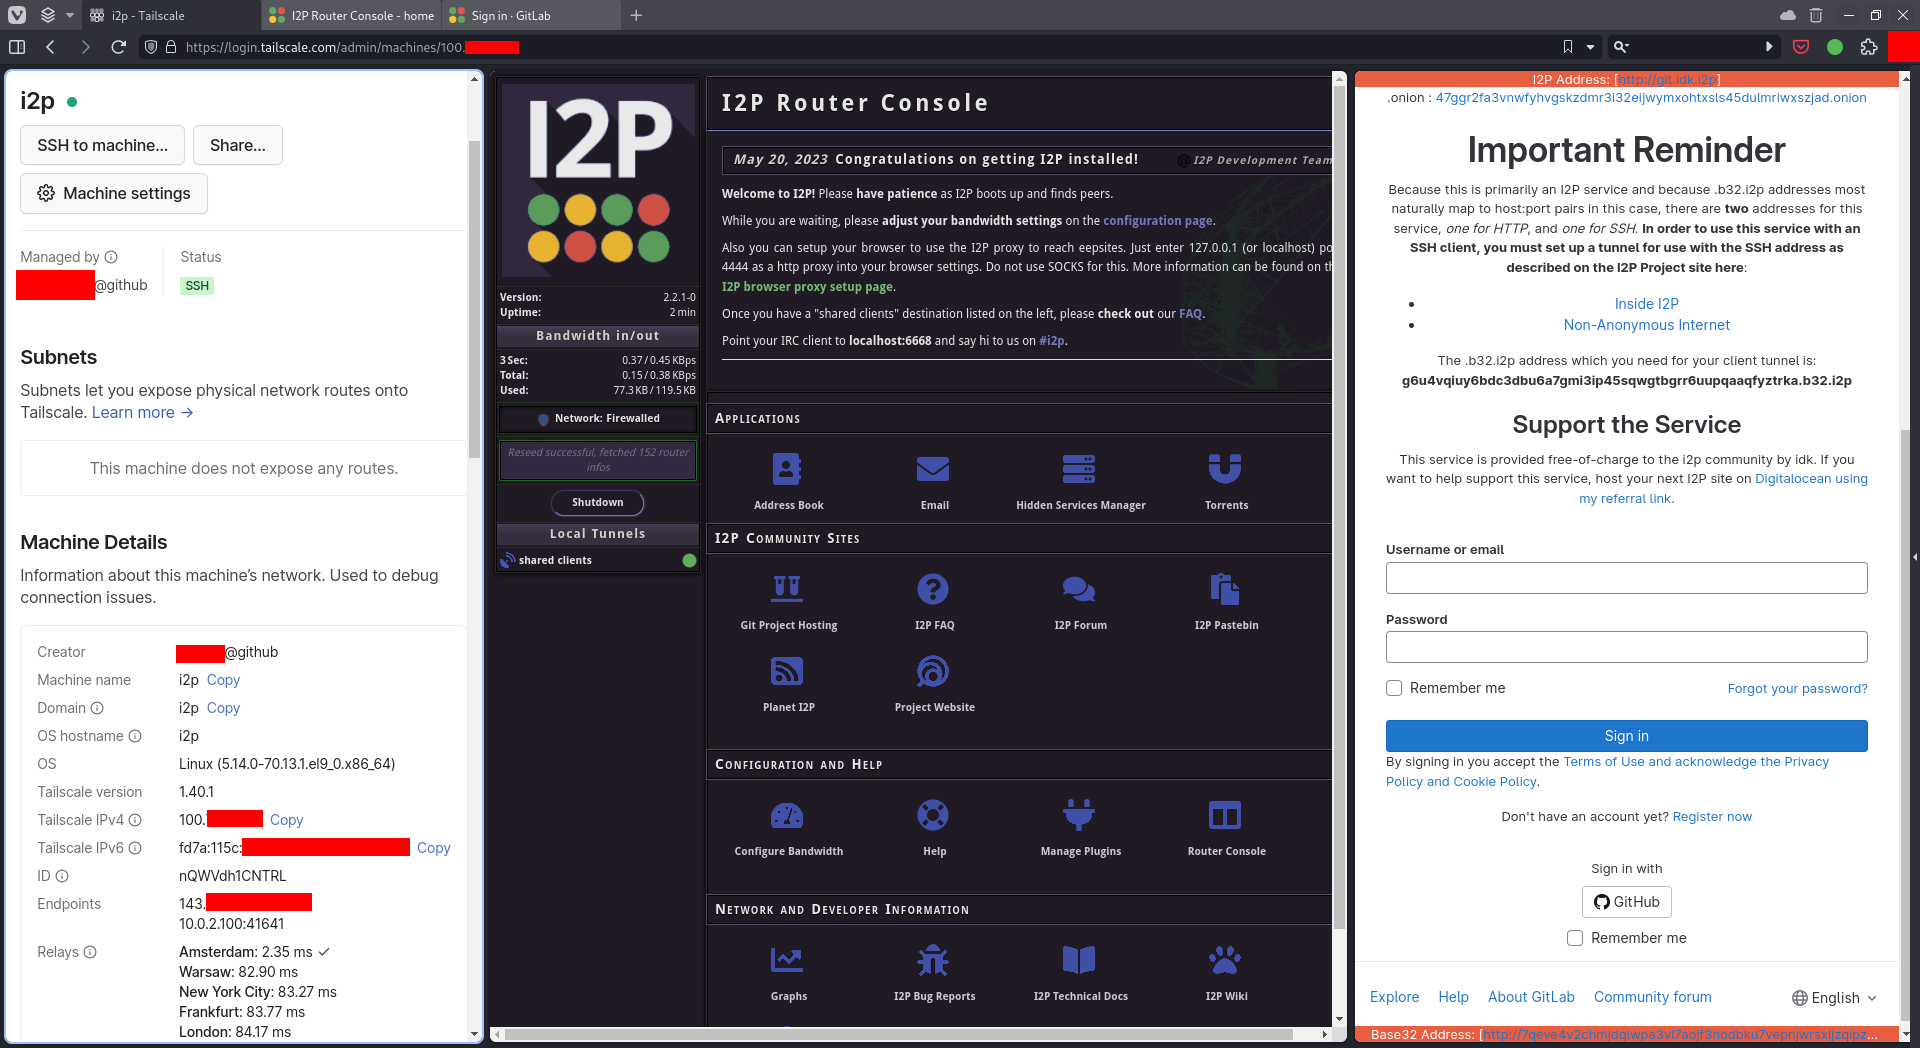 i2p - Tailscale
I2P Router Console - home
Sign in · GitLab
https://login.tailscale.com/admin/machines/100.
i2p
SSH to machine...
Share...
Machine settings
Managed by
Status
@github
SSH
Subnets
Subnets let you expose physical network routes onto
Tailscale. Learn more →
This machine does not expose any routes.
Machine Details
Information about this machine’s network. Used to debug
connection issues.
Creator
@github
Machine name
i2p Copy
Domain
i2p Copy
OS hostname
i2p
OS
Linux (5.14.0-70.13.1.el9_0.x86_64)
Tailscale version
1.40.1
Tailscale IPv4
100. Copy
Tailscale IPv6
fd7a:115c: Copy
ID
nQWVdh1CNTRL
Endpoints
143.
10.0.2.100:41641
Relays
Amsterdam: 2.35 ms ✓
Warsaw: 82.90 ms
New York City: 83.27 ms
Frankfurt: 83.77 ms
London: 84.17 ms
I2P
Version: 2.2.1-0
Uptime: 2 min
Bandwidth in/out
3 Sec: 0.37 / 0.45 KBps
Total: 0.15 / 0.38 KBps
Used: 77.3 KB / 119.5 KB
Network: Firewalled
Reseed successful, fetched 152 router
infos
Shutdown
Local Tunnels
shared clients
I2P Router Console
May 20, 2023 Congratulations on getting I2P installed! @ I2P Development Team
Welcome to I2P! Please have patience as I2P boots up and finds peers.
While you are waiting, please adjust your bandwidth settings on the configuration page.
Also you can setup your browser to use the I2P proxy to reach eepsites. Just enter 127.0.0.1 (or localhost) po
4444 as a http proxy into your browser settings. Do not use SOCKS for this. More information can be found on th
I2P browser proxy setup page.
Once you have a "shared clients" destination listed on the left, please check out our FAQ.
Point your IRC client to localhost:6668 and say hi to us on #i2p.
Applications
Address Book
Email
Hidden Services Manager
Torrents
I2P Community Sites
Git Project Hosting
I2P FAQ
I2P Forum
I2P Pastebin
Planet I2P
Project Website
Configuration and Help
Configure Bandwidth
Help
Manage Plugins
Router Console
Network and Developer Information
Graphs
I2P Bug Reports
I2P Technical Docs
I2P Wiki
I2P Address: [http://git.idk.i2p]
.onion : 47ggr2fa3vnwfyhvgskzdmr3i32eijwymxohtxsls45dulmriwxszjad.onion
Important Reminder
Because this is primarily an I2P service and because .b32.i2p addresses most
naturally map to host:port pairs in this case, there are two addresses for this
service, one for HTTP, and one for SSH. In order to use this service with an
SSH client, you must set up a tunnel for use with the SSH address as
described on the I2P Project site here:
• Inside I2P
• Non-Anonymous Internet
The .b32.i2p address which you need for your client tunnel is:
g6u4vqiuy6bdc3dbu6a7gmi3ip45sqwgtbgrr6uupqaaqfyztrka.b32.i2p
Support the Service
This service is provided free-of-charge to the i2p community by idk. If you
want to help support this service, host your next I2P site on Digitalocean using
my referral link.
Username or email
Password
Remember me
Forgot your password?
Sign in
By signing in you accept the Terms of Use and acknowledge the Privacy
Policy and Cookie Policy.
Don't have an account yet? Register now
Sign in with
GitHub
Remember me
Explore Help About GitLab Community forum
English
Base32 Address: [